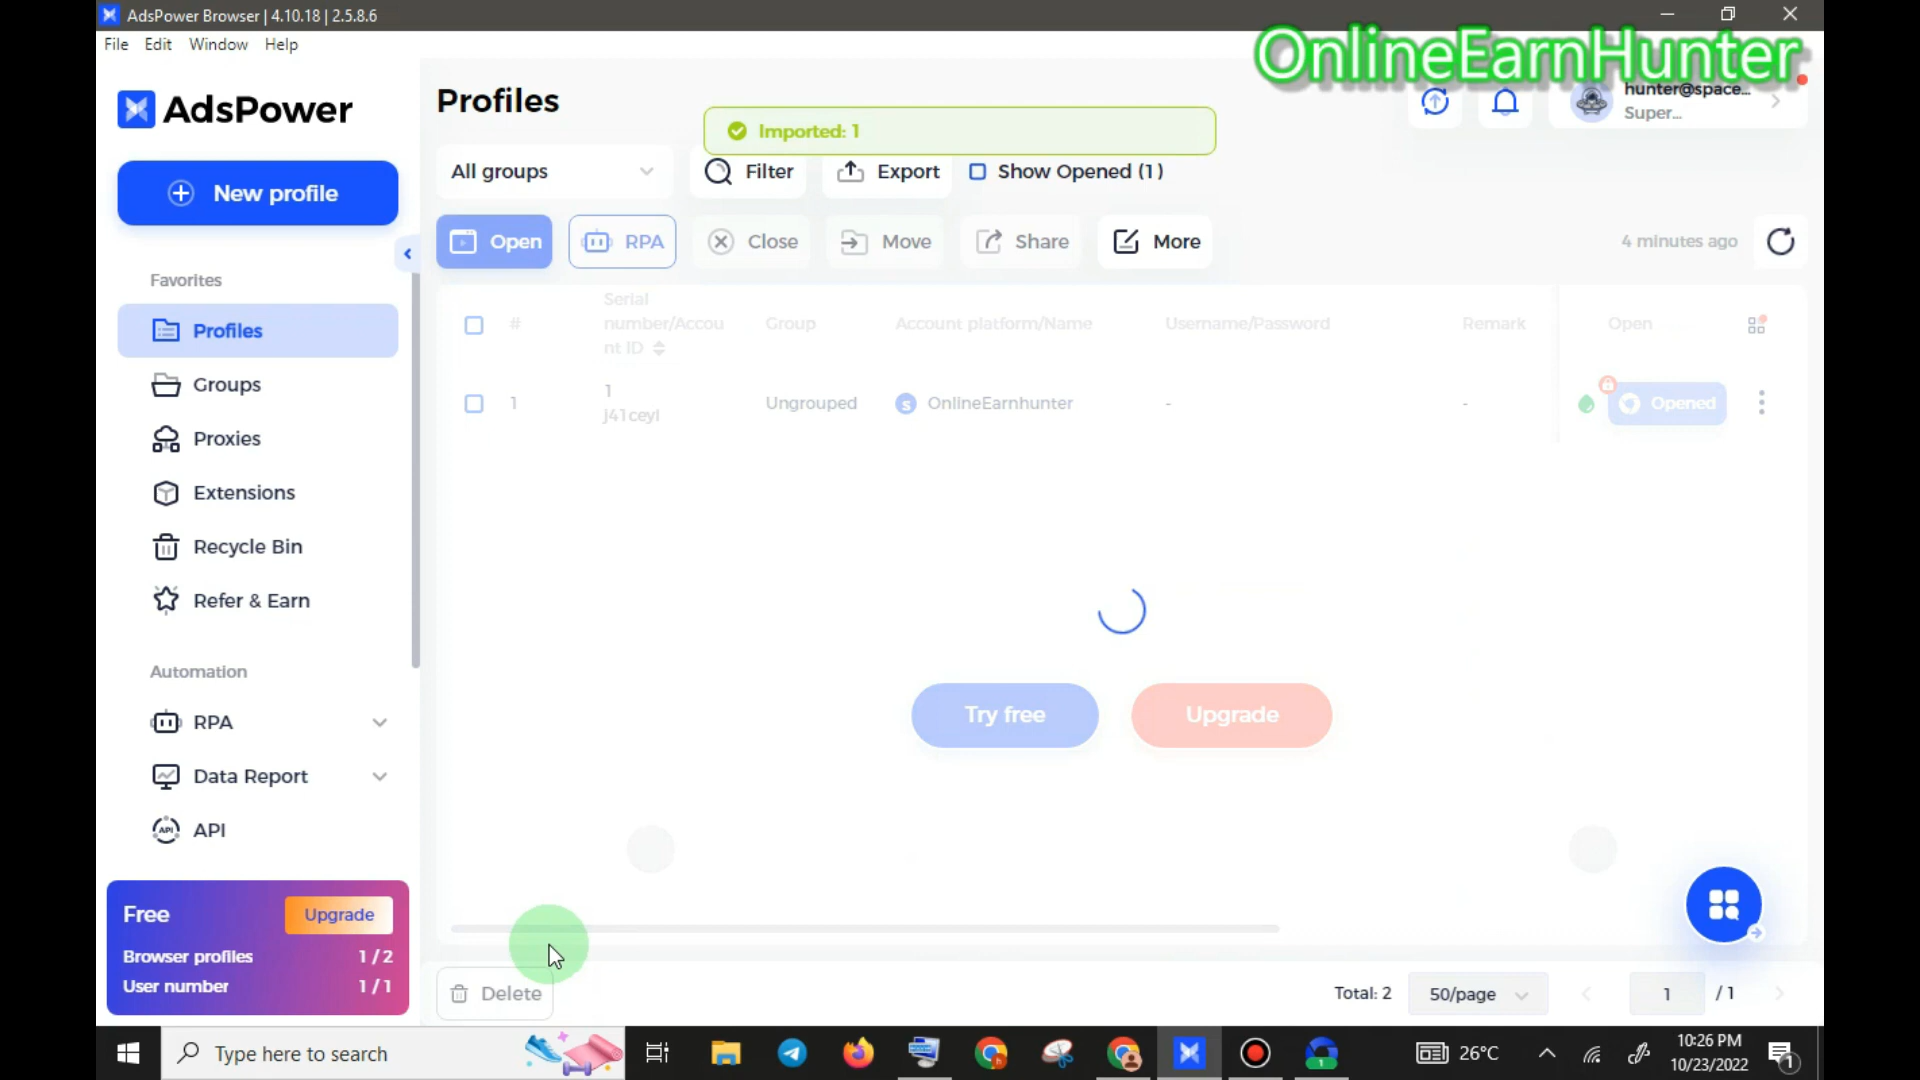 AdsPower Browser | 4.10.18 | 2.5.8.6
File Edit Window Help
OnlineEarnHunter
AdsPower
Profiles
Imported: 1
hunter@space...
Super...
New profile
All groups
Filter
Export
Show Opened (1)
Open
RPA
Close
Move
Share
More
4 minutes ago
Favorites
Profiles
Groups
Proxies
Extensions
Recycle Bin
Refer & Earn
Automation
RPA
Data Report
API
#
Serial
number/Accou
nt ID
Group
Account platform/Name
Username/Password
Remark
Open
1
1
j41ceyl
Ungrouped
OnlineEarnhunter
-
-
Opened
Try free
Upgrade
Free
Upgrade
Browser profiles 1 / 2
User number 1 / 1
Delete
Total: 2
50/page
1
/ 1
Type here to search
26°C
10:26 PM
10/23/2022
1